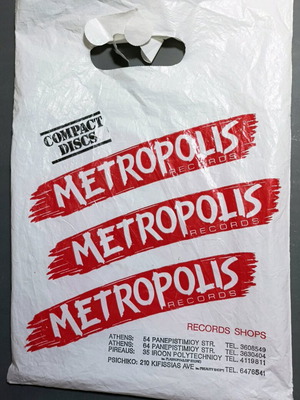 COMPACT
DISCS
METROPOLIS
RECORDS
METROPOLIS
RECORDS
METROPOLIS
RECORDS
RECORDS SHOPS
ATHENS: 54 PANEPISTIMIOY STR. TEL. 3608549
ATHENS: 64 PANEPISTIMIOY STR. TEL. 3630404
PIREAUS: 35 IROON POLYTECHNIOY TEL. 4119811
PSICHIKO: 210 KIFISSIAS AVE TEL. 6476541